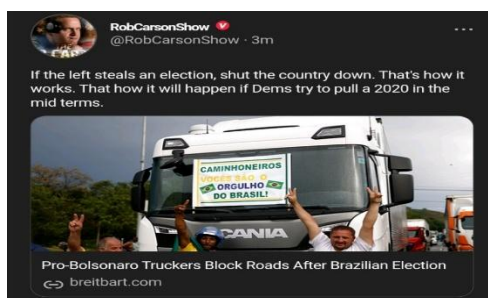 RobCarsonShow
@RobCarsonShow · 3m
If the left steals an election, shut the country down. That's how it
works. That how it will happen if Dems try to pull a 2020 in the
mid terms.
CAMINHONEIROS
VOCÊS SÃO O
ORGULHO
DO BRASIL!
SCANIA
Pro-Bolsonaro Truckers Block Roads After Brazilian Election
breitbart.com